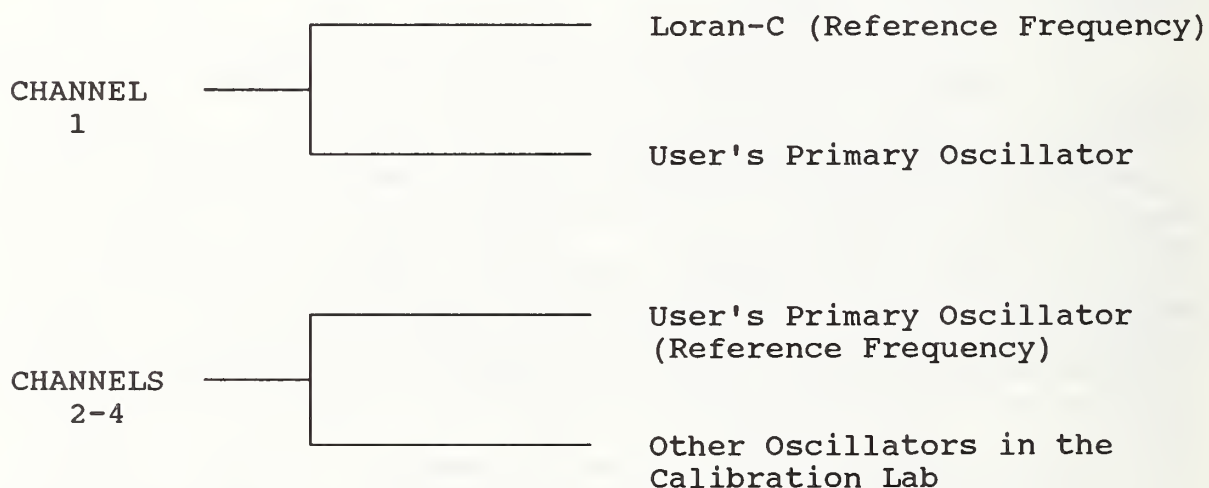 Loran-C (Reference Frequency)
CHANNEL
1
User's Primary Oscillator
User's Primary Oscillator
(Reference Frequency)
CHANNELS
2-4
Other Oscillators in the
Calibration Lab